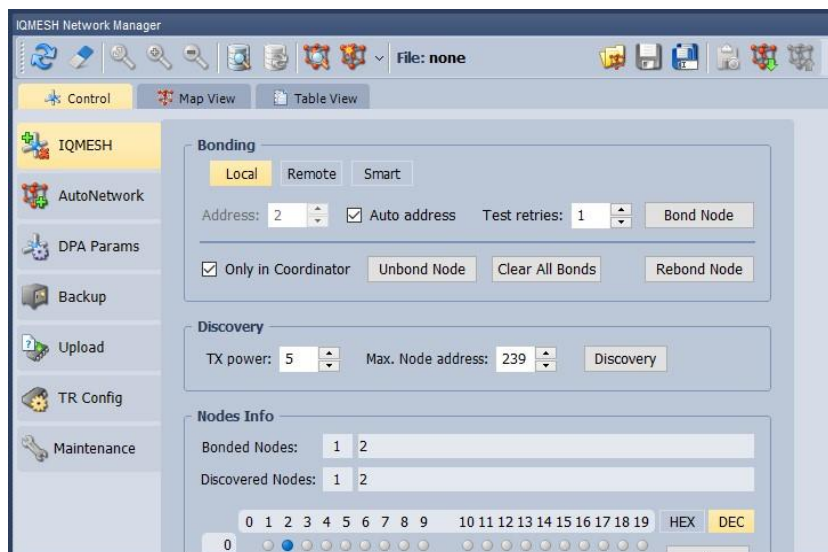 IQMESH Network Manager
File: none
Control Map View Table View
IQMESH
AutoNetwork
DPA Params
Backup
Upload
TR Config
Maintenance
Bonding
Local Remote Smart
Address: 2 Auto address Test retries: 1 Bond Node
Only in Coordinator Unbond Node Clear All Bonds Rebond Node
Discovery
TX power: 5 Max. Node address: 239 Discovery
Nodes Info
Bonded Nodes: 1 2
Discovered Nodes: 1 2
0 1 2 3 4 5 6 7 8 9 10 11 12 13 14 15 16 17 18 19 HEX DEC
0